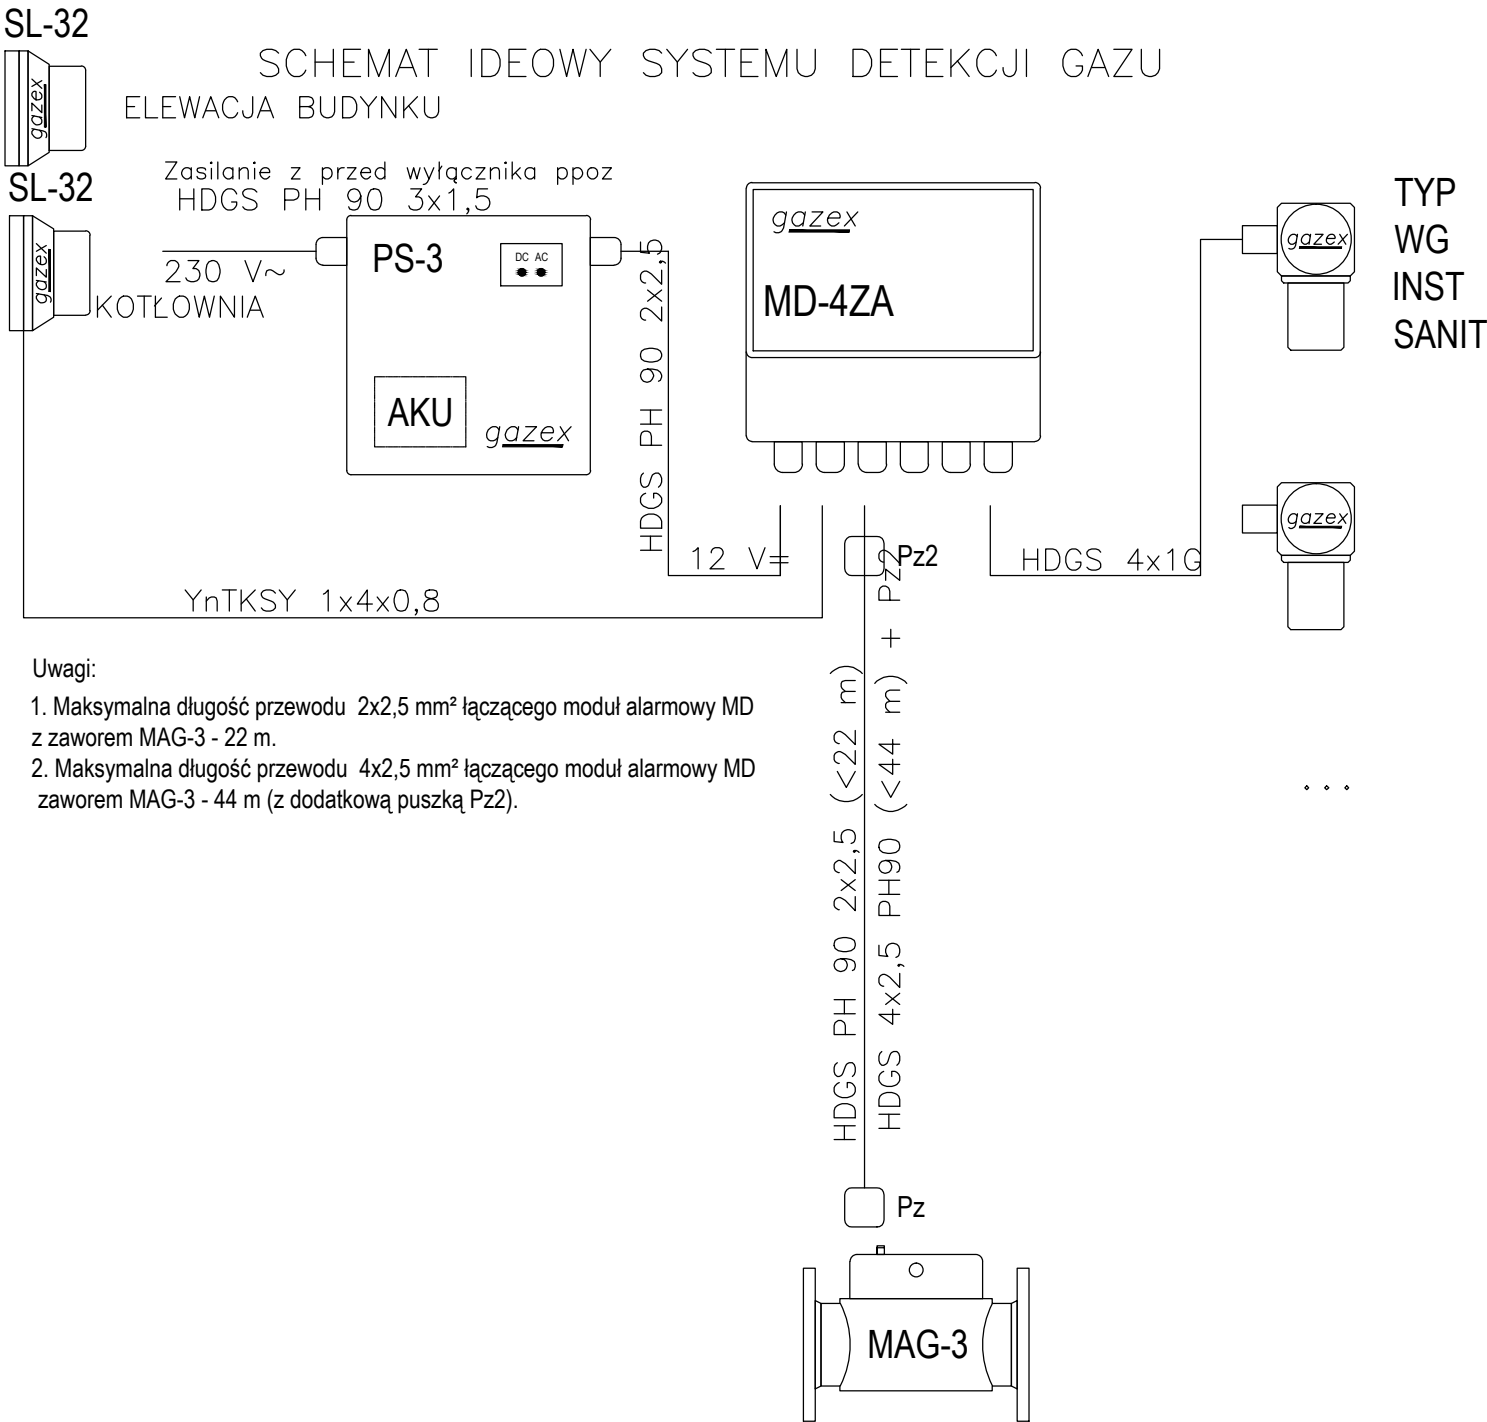 SL-32
SCHEMAT IDEOWY SYSTEMU DETEKCJI GAZU
gazex
ELEWACJA BUDYNKU
SL-32
Zasilanie z przed wyłącznika ppoz
HDGS PH 90 3x1,5
gazex
230 V~
KOTŁOWNIA
PS-3
DC AC
AKU
gazex
HDGS PH 90 2x2,5
gazex
MD-4ZA
gazex
TYP
WG
INST
SANIT
gazex
12 V=
Pz2
HDGS 4x1G
YnTKSY 1x4x0,8
Uwagi:
1. Maksymalna długość przewodu 2x2,5 mm² łączącego moduł alarmowy MD
z zaworem MAG-3 - 22 m.
2. Maksymalna długość przewodu 4x2,5 mm² łączącego moduł alarmowy MD
zaworem MAG-3 - 44 m (z dodatkową puszką Pz2).
. . .
HDGS PH 90 2x2,5 (<22 m)
HDGS 4x2,5 PH90 (<44 m) + Pz2
Pz
MAG-3